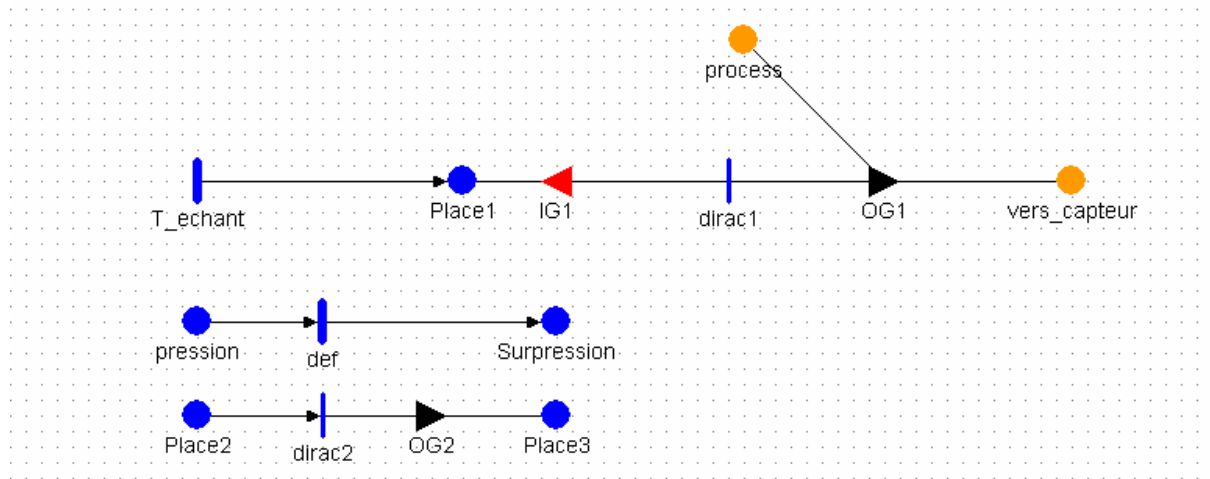 process
T_echant
Place1
IG1
dirac1
OG1
vers_capteur
pression
def
Surpression
Place2
dirac2
OG2
Place3